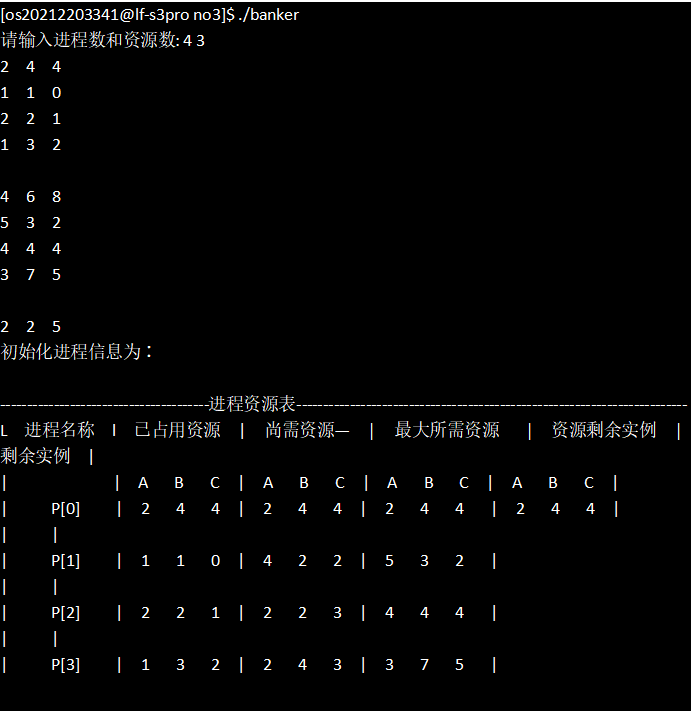 [os20212203341@lf-s3pro no3]$ ./banker
请输入进程数和资源数: 4 3
2 4 4
1 1 0
2 2 1
1 3 2
4 6 8
5 3 2
4 4 4
3 7 5
2 2 5
初始化进程信息为：
------------------------------------进程资源表--------------------------------------------------------------------
L 进程名称 l 已占用资源 | 尚需资源— | 最大所需资源 | 资源剩余实例 |
剩余实例 |
| | A B C | A B C | A B C | A B C |
| P[0] | 2 4 4 | 2 4 4 | 2 4 4 | 2 4 4 |
| |
| P[1] | 1 1 0 | 4 2 2 | 5 3 2 |
| |
| P[2] | 2 2 1 | 2 2 3 | 4 4 4 |
| |
| P[3] | 1 3 2 | 2 4 3 | 3 7 5 |